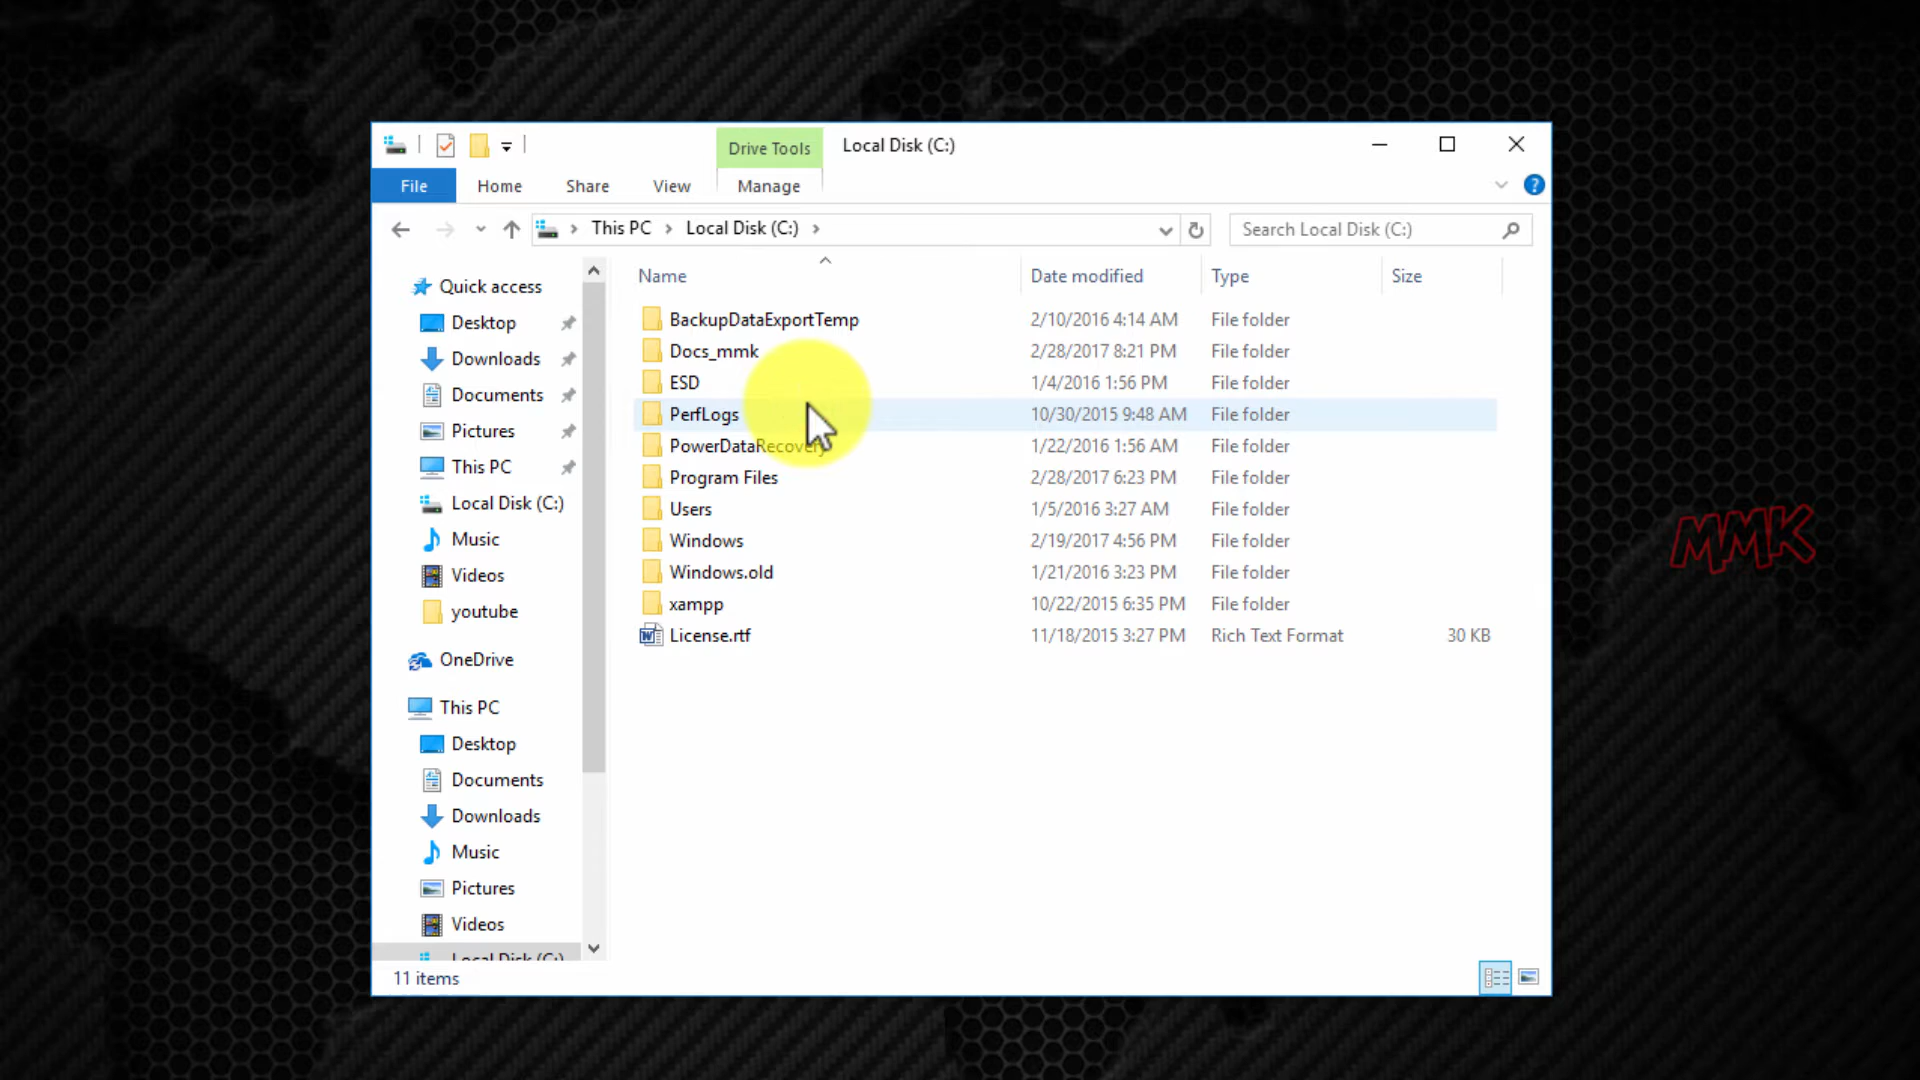 Drive Tools
Local Disk (C:)
File
Home
Share
View
Manage
This PC
Local Disk (C:)
Search Local Disk (C:)
Quick access
Desktop
Downloads
Documents
Pictures
This PC
Local Disk (C:)
Music
Videos
youtube
OneDrive
This PC
Desktop
Documents
Downloads
Music
Pictures
Videos
Local Disk (C:)
Name Date modified Type Size
BackupDataExportTemp 2/10/2016 4:14 AM File folder
Docs_mmk 2/28/2017 8:21 PM File folder
ESD 1/4/2016 1:56 PM File folder
PerfLogs 10/30/2015 9:48 AM File folder
PowerDataRecovery 1/22/2016 1:56 AM File folder
Program Files 2/28/2017 6:23 PM File folder
Users 1/5/2016 3:27 AM File folder
Windows 2/19/2017 4:56 PM File folder
Windows.old 1/21/2016 3:23 PM File folder
xampp 10/22/2015 6:35 PM File folder
License.rtf 11/18/2015 3:27 PM Rich Text Format 30 KB
11 items
MMK